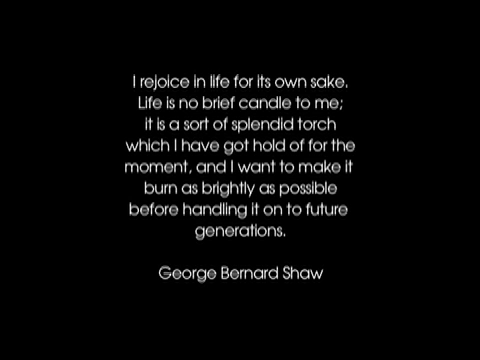 I rejoice in life for its own sake.
Life is no brief candle to me;
it is a sort of splendid torch
which I have got hold of for the
moment, and I want to make it
burn as brightly as possible
before handling it on to future
generations.
George Bernard Shaw